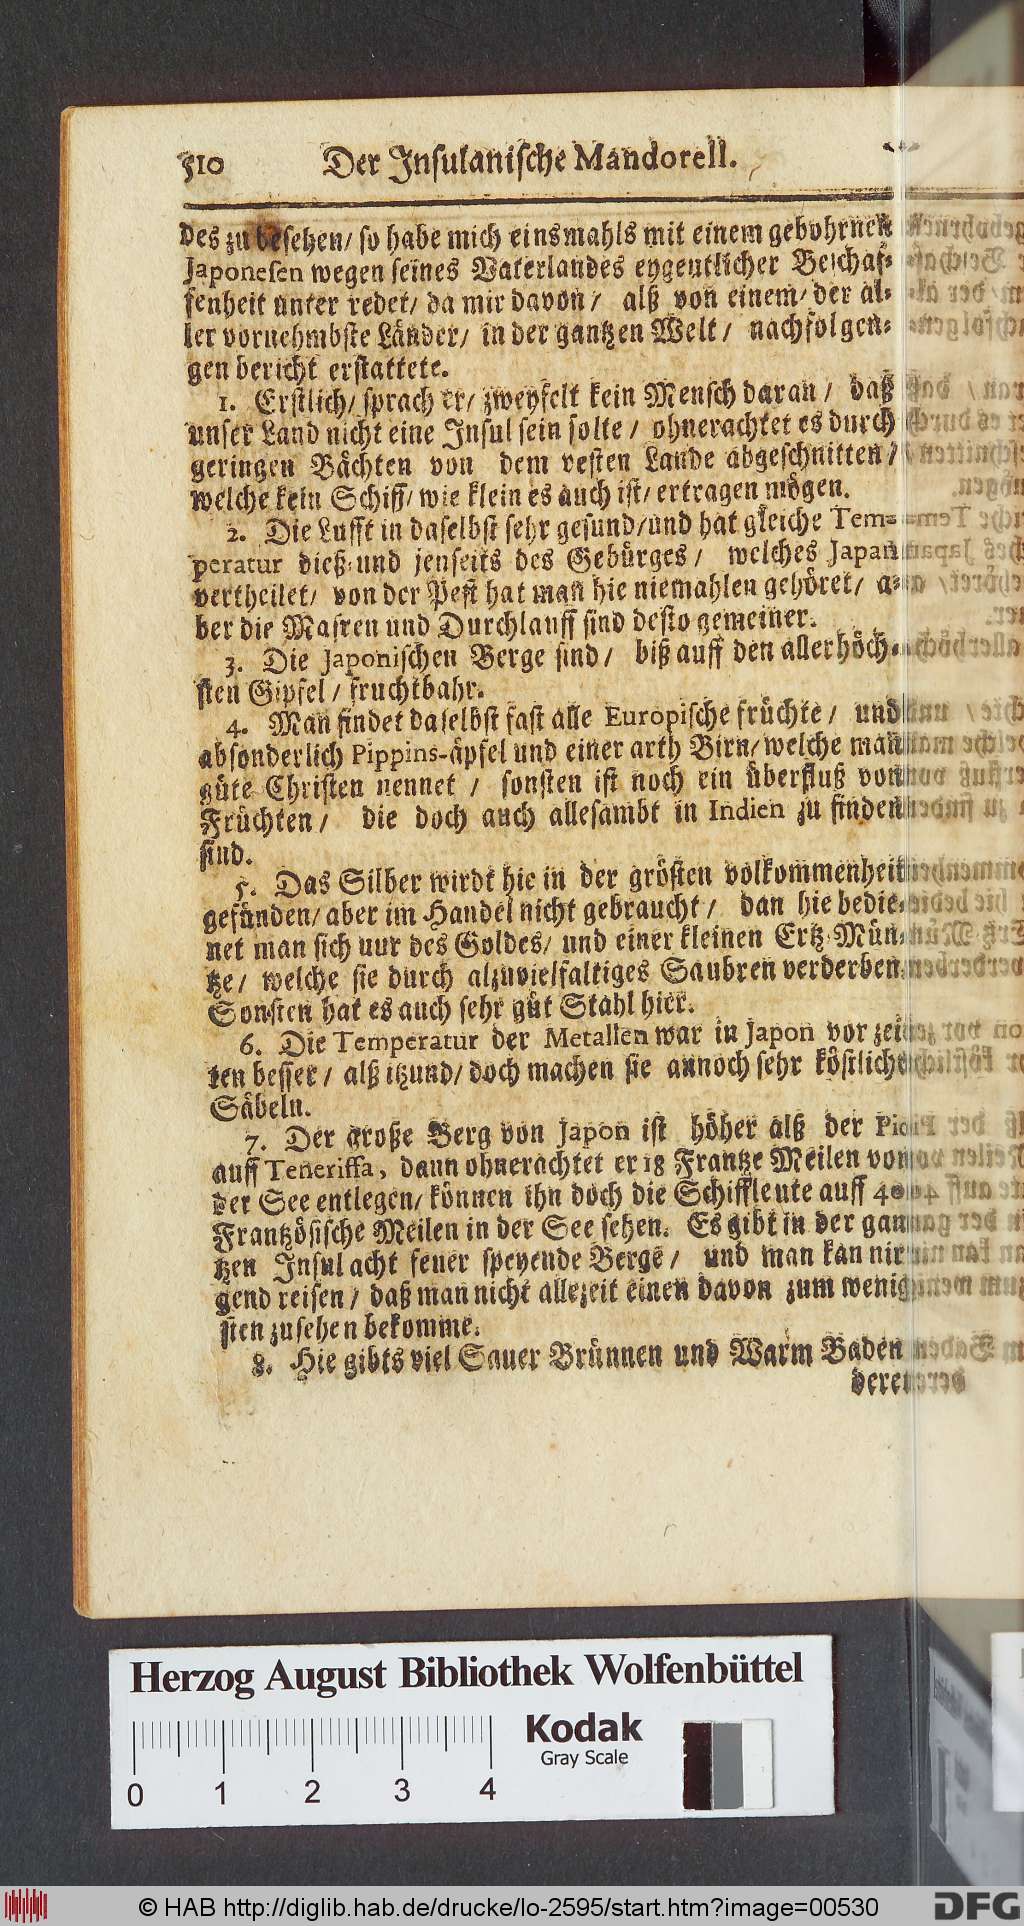 510 Der Insulanische Mandorell.
des zu besehen/ so habe mich einsmahls mit einem gebohrnen
Japonesen wegen seines Vaterlandes eygentlicher Beschaf-
fenheit unter redet/ da mir davon/ alß von einem/ der al-
ler vornehmbste Länder/ in der gantzen Welt/ nachfolgen-
gen bericht erstattete.
1. Erstlich/ sprach er/ zweyfelt kein Mensch daran/ daß
unser Land nicht eine Insul sein solte/ ohnerachtet es durch
geringen Bächten von dem vesten Lande abgeschnitten/
welche kein Schiff/ wie klein es auch ist/ ertragen mögen.
2. Die Lufft in daselbst sehr gesund/und hat gleiche Tem-
peratur dieß-und jenseits des Gebürges/ welches Japan
vertheilet/ von der Pest hat man hie niemahlen gehöret/ a-
ber die Masren und Durchlauff sind desto gemeiner.
3. Die Japonischen Berge sind/ biß auff den allerhöch-
sten Gipfel/ fruchtbahr.
4. Man findet daselbst fast alle Europische früchte/ und
absonderlich Pippins-äpfel und einer arth Birn/ welche man
güte Christen nennet/ sonsten ist noch ein überfluß von
Früchten/ die doch auch allesambt in Indien zu finden
sind.
5. Das Silber wirdt hie in der grösten volkommenheit
gefunden/ aber im Handel nicht gebraucht/ dan hie bedie-
net man sich uur des Goldes/ und einer kleinen Ertz-Mün-
tze/ welche sie durch alzuvielfaltiges Saubren verderben
Sonsten hat es auch sehr güt Stahl hier.
6. Die Temperatur der Metallen war in Japon vor zei-
ten besser/ alß itzund/ doch machen sie annoch sehr köstliche
Säbeln.
7. Der große Berg von Japon ist höher alß der Pic
auff Teneriffa, dann ohnerachtet er 18 Frantze Meilen von
der See entlegen/ können ihn doch die Schiffleute auff 40
Frantzösische Meilen in der See sehen. Es gibt in der gan-
tzen Insul acht feuer speyende Berge/ und man kan nir-
gend reisen/ daß man nicht allezeit einen davon zum wenig-
sten zusehen bekomme.
8. Hie gibts viel Sauer Brünnen und Warm Baden
deren
Herzog August Bibliothek Wolfenbüttel
Kodak
Gray Scale
0 1 2 3 4
© HAB http://diglib.hab.de/drucke/lo-2595/start.htm?image=00530
DFG